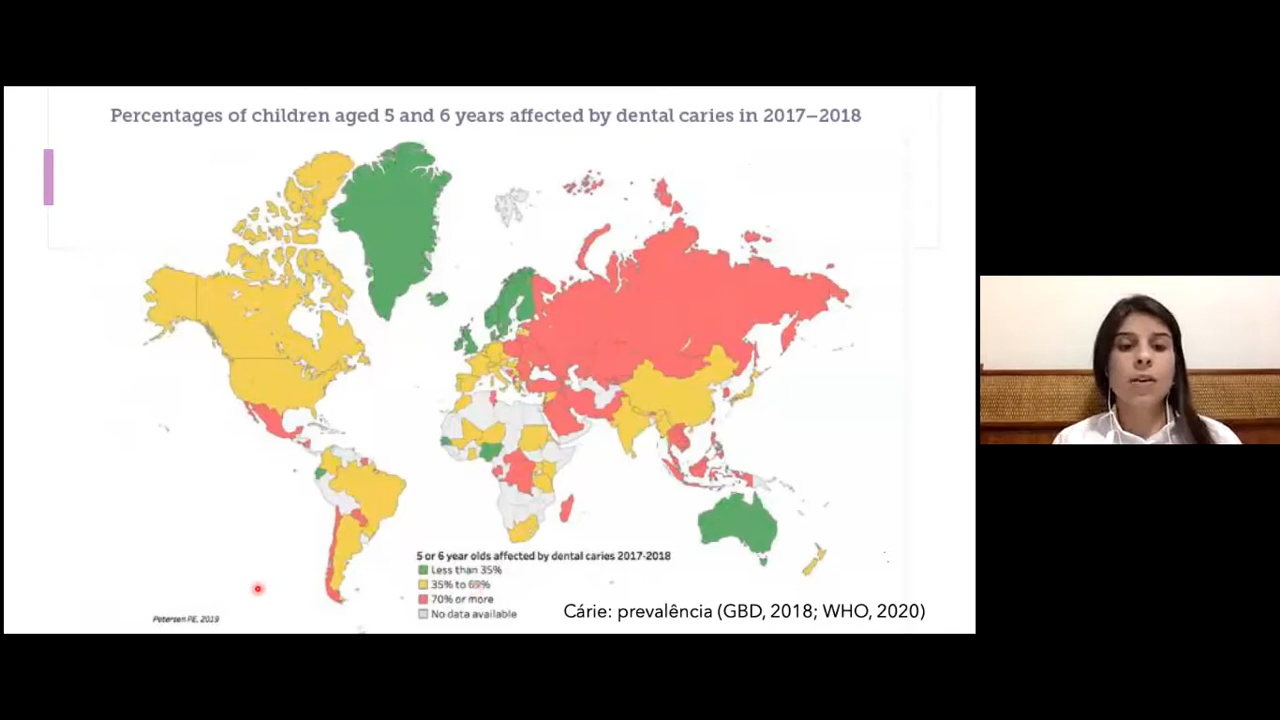 Percentages of children aged 5 and 6 years affected by dental caries in 2017–2018
5 or 6 year olds affected by dental caries 2017-2018
Less than 35%
35% to 69%
70% or more
No data available
Cárie: prevalência (GBD, 2018; WHO, 2020)
Petersen PE, 2019